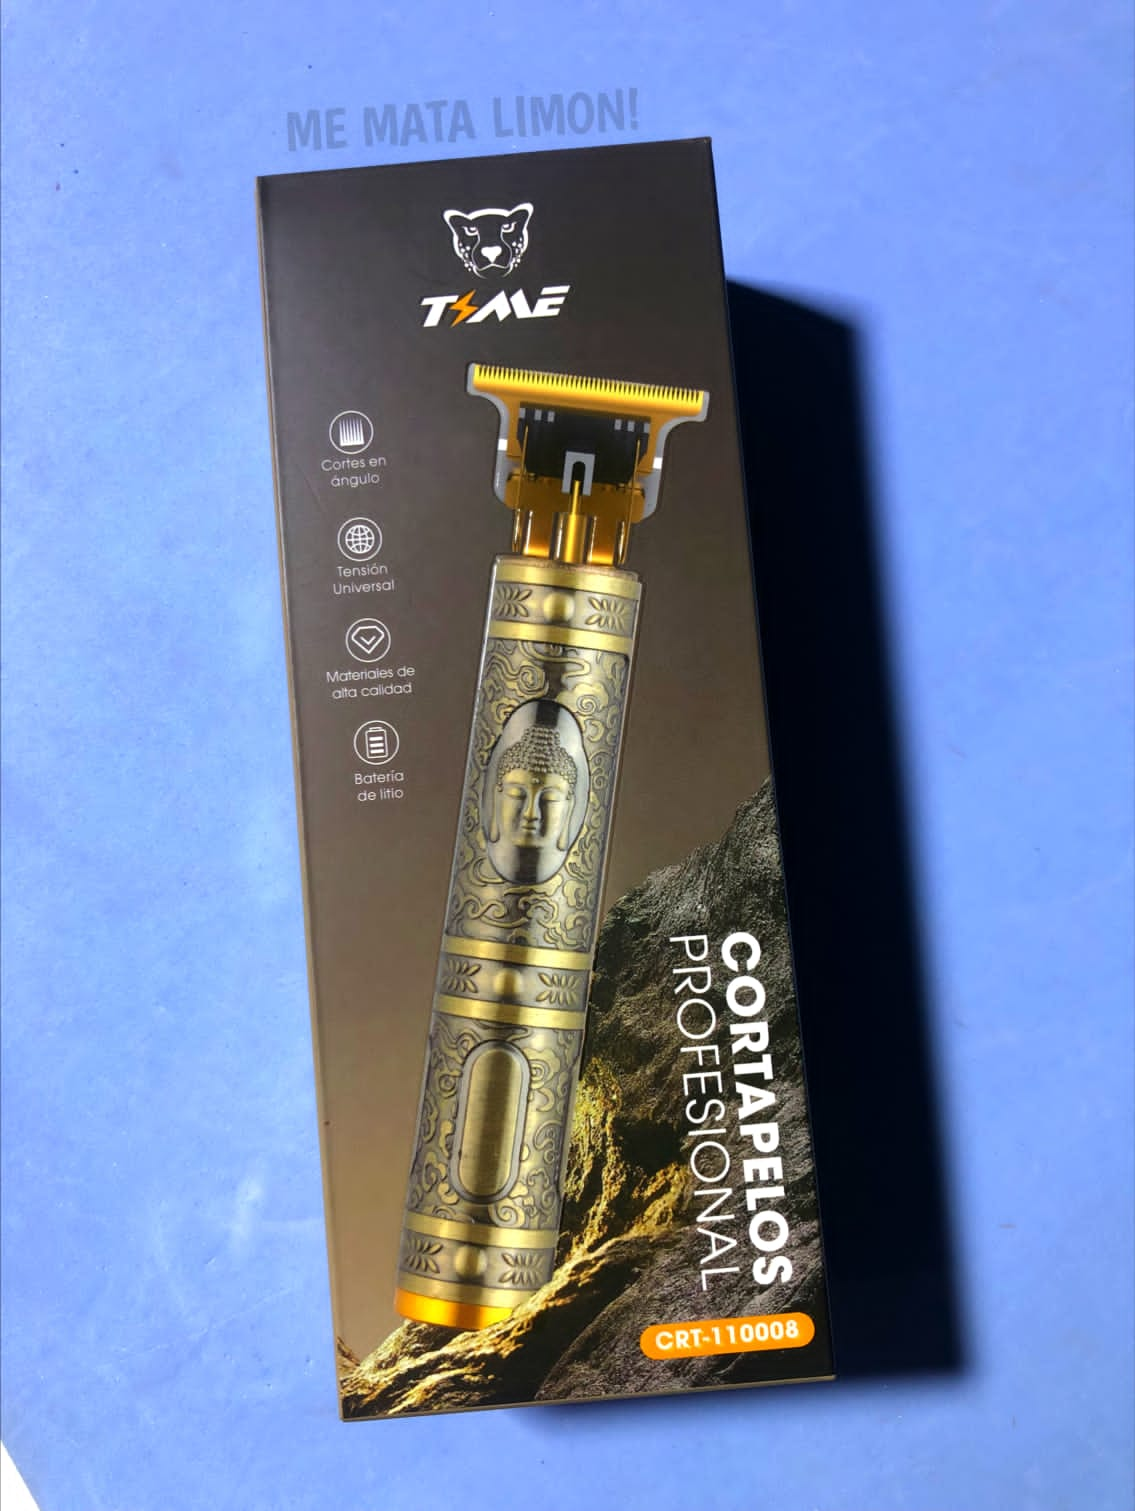 ME MATA LIMON!
TIME
Cortes en
ángulo
Tensión
Universal
Materiales de
alta calidad
Batería
de litio
CORTAPELOS
PROFESIONAL
CRT-110008